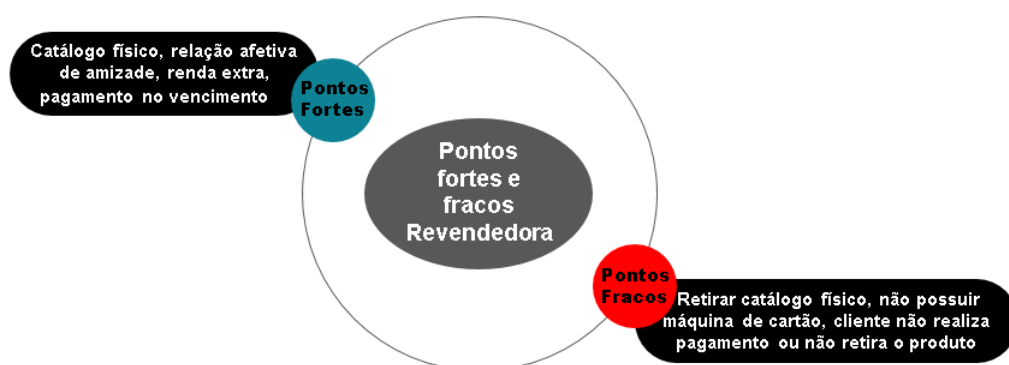 Catálogo físico, relação afetiva
de amizade, renda extra,
pagamento no vencimento
Pontos
Fortes
Pontos
fortes e
fracos
Revendedora
Pontos
Fracos
Retirar catálogo físico, não possuir
máquina de cartão, cliente não realiza
pagamento ou não retira o produto